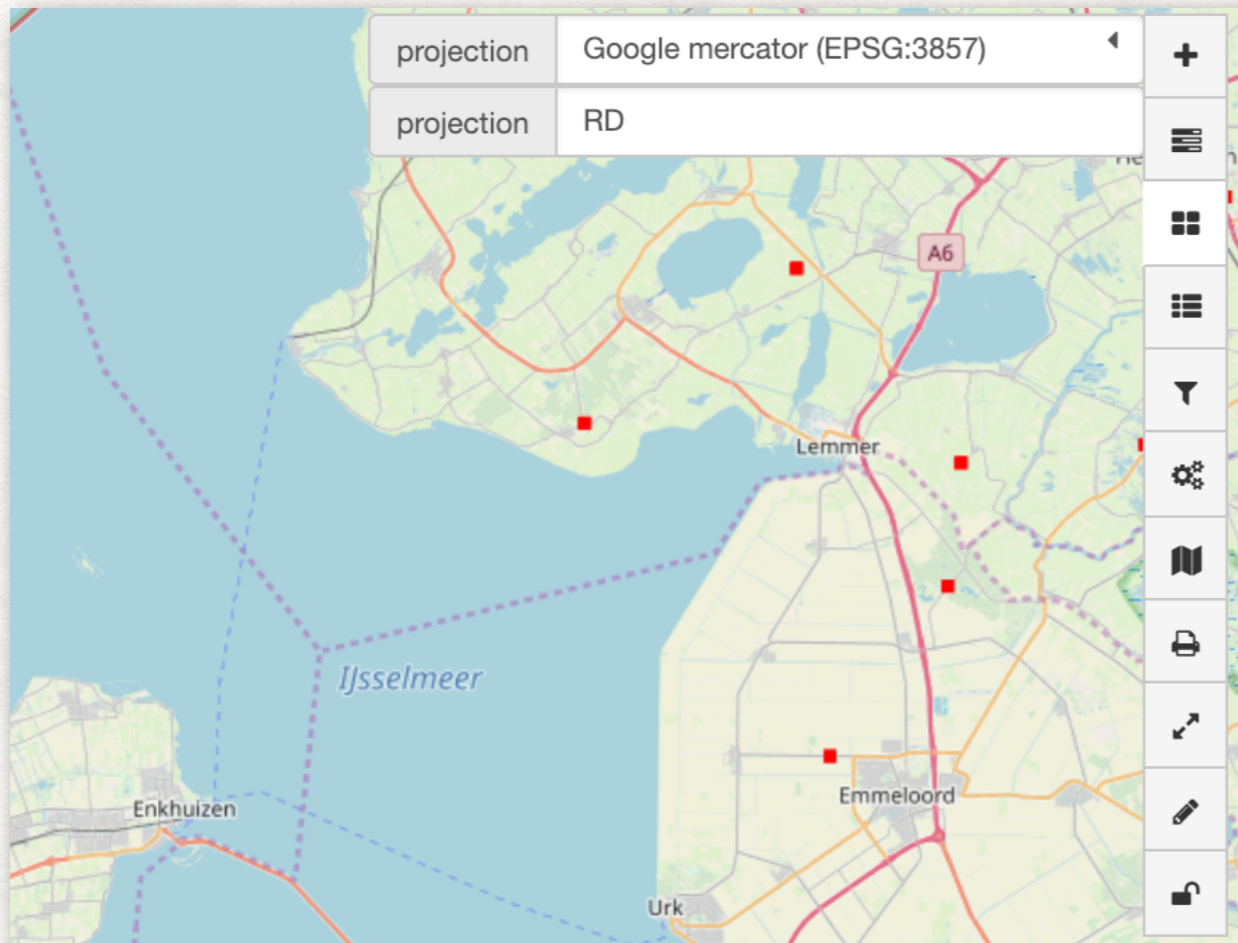 projection Google mercator (EPSG:3857)
projection RD
A6
Lemmer
IJsselmeer
Enkhuizen
Emmeloord
Urk